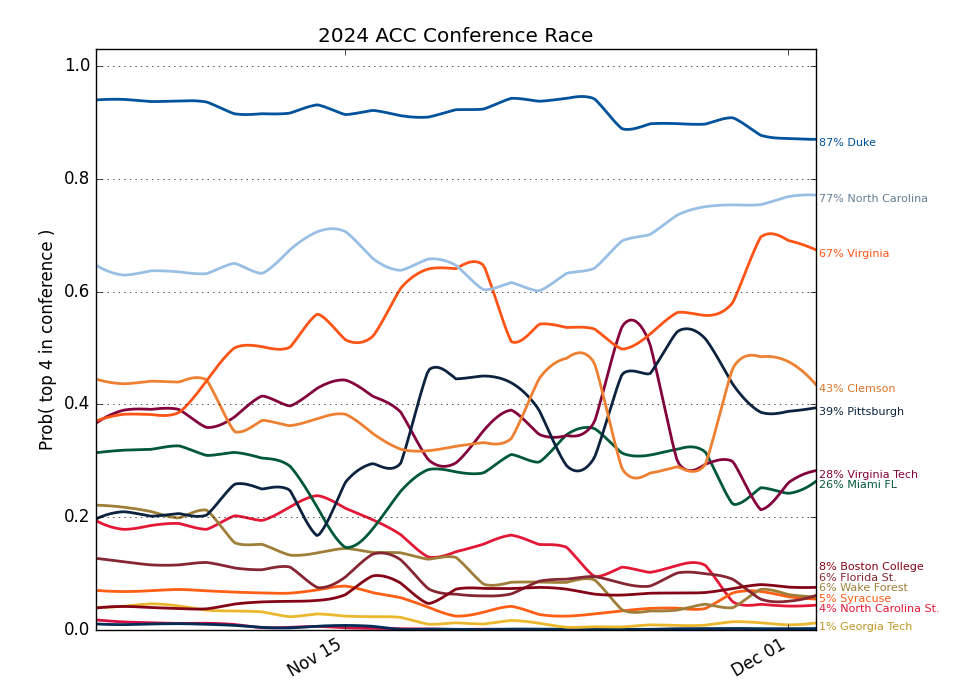 2024 ACC Conference Race
Prob( top 4 in conference )
1.0
0.8
0.6
0.4
0.2
0.0
Nov 15
Dec 01
87% Duke
77% North Carolina
67% Virginia
43% Clemson
39% Pittsburgh
28% Virginia Tech
26% Miami FL
8% Boston College
6% Florida St.
6% Wake Forest
5% Syracuse
4% North Carolina St.
1% Georgia Tech